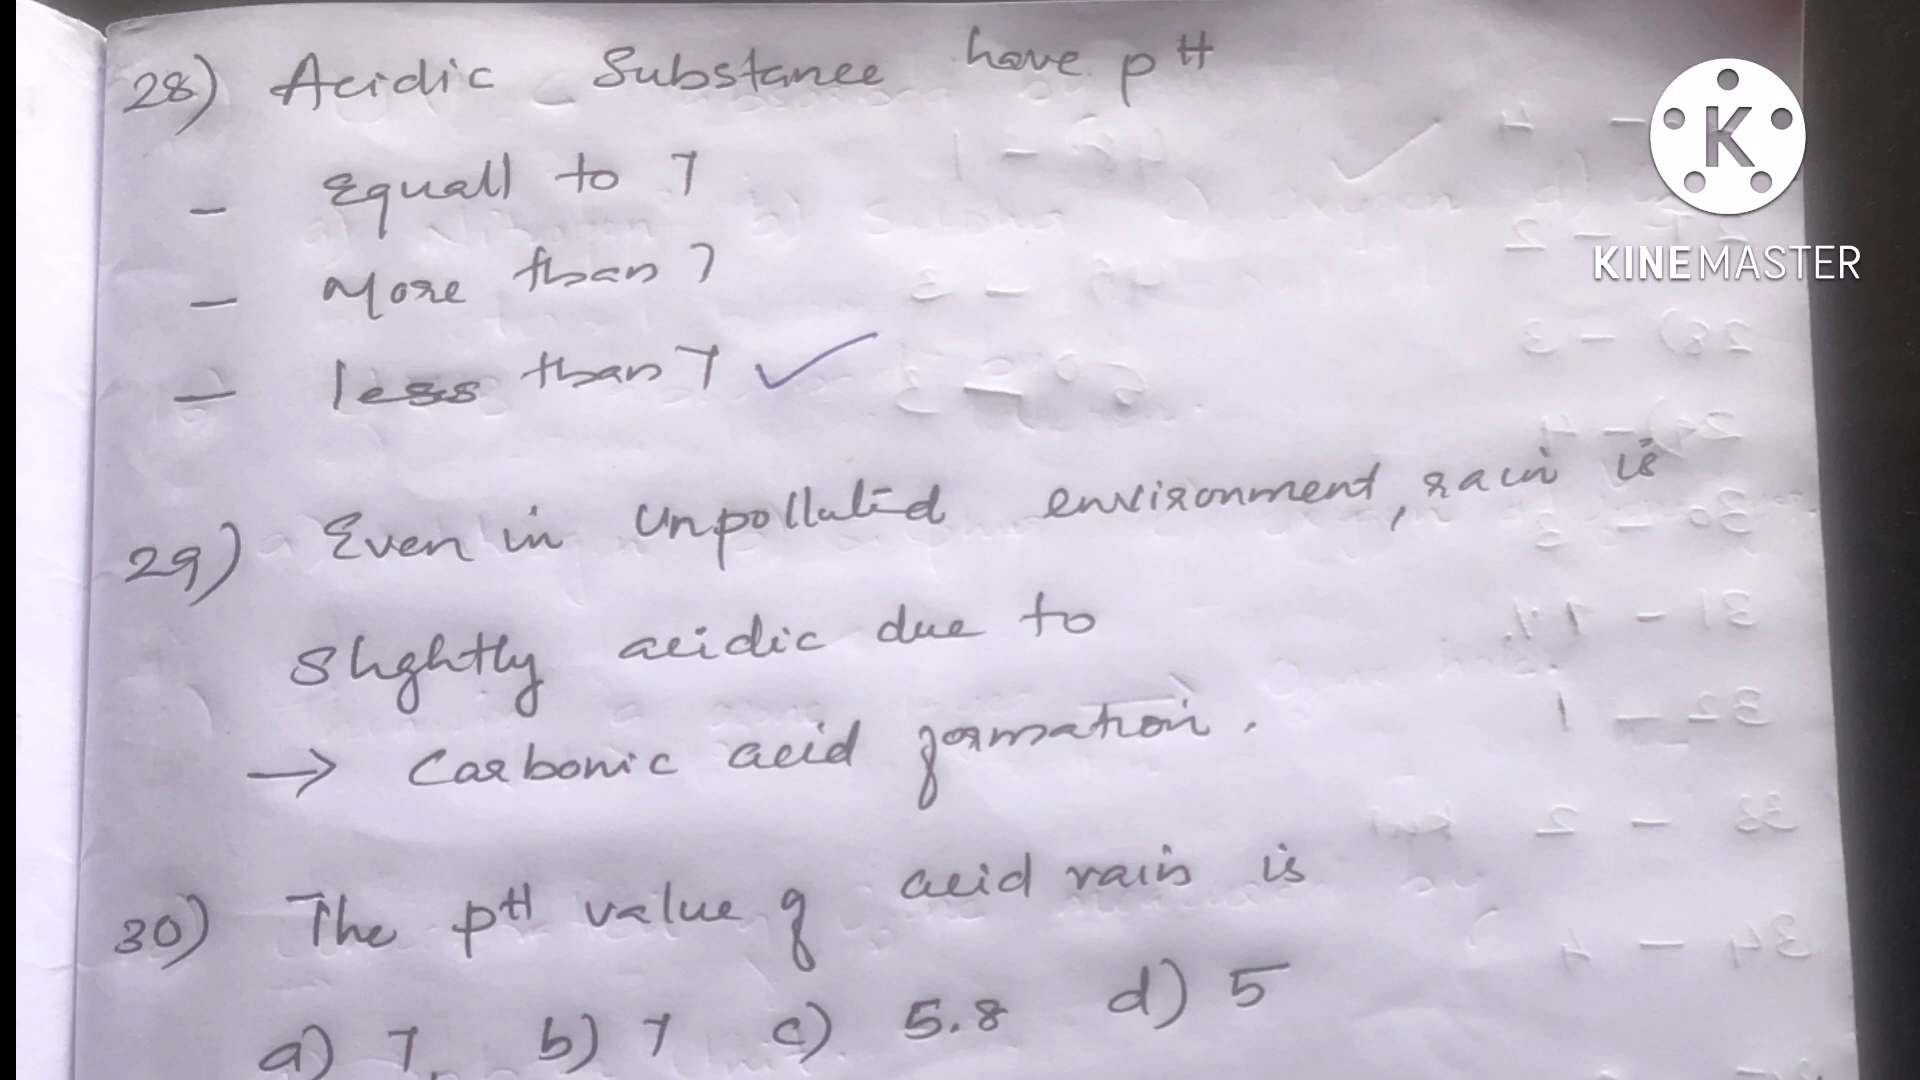 28) Acidic Substance have pH
- Equall to 7
- More than 7
- less than 7 ✓
29) Even in unpolluted environment, rain is
slightly acidic due to
→ Carbonic acid formation.
30) The pH value of acid rain is
a) 7 b) 7 c) 5.8 d) 5
K
KINEMASTER